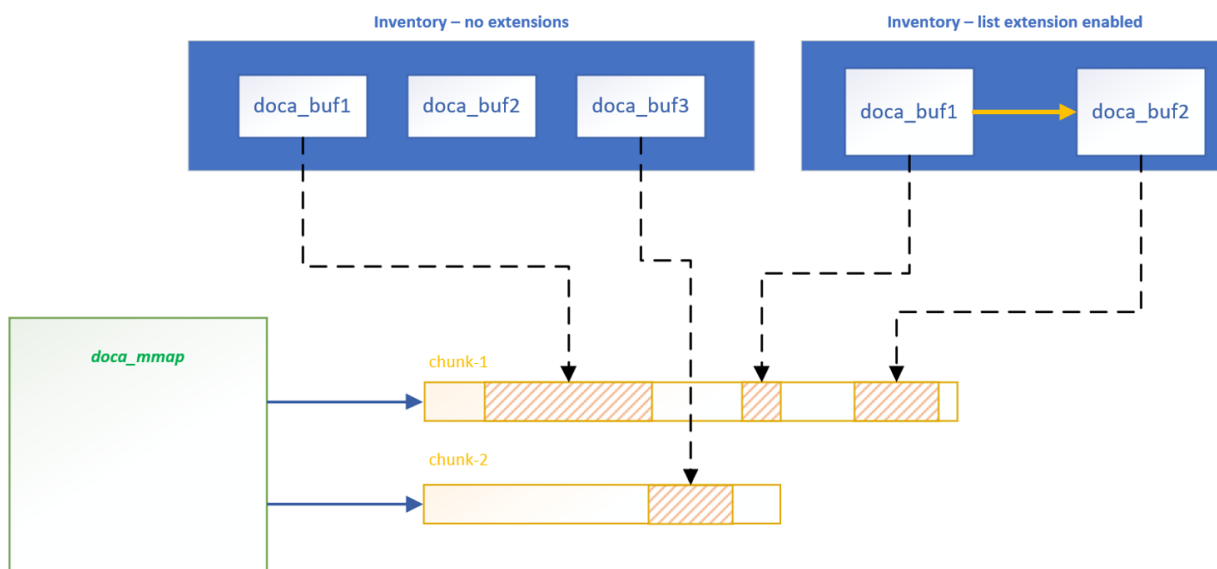 Inventory – no extensions
Inventory – list extension enabled
doca_buf1
doca_buf2
doca_buf3
doca_buf1
doca_buf2
doca_mmap
chunk-1
chunk-2